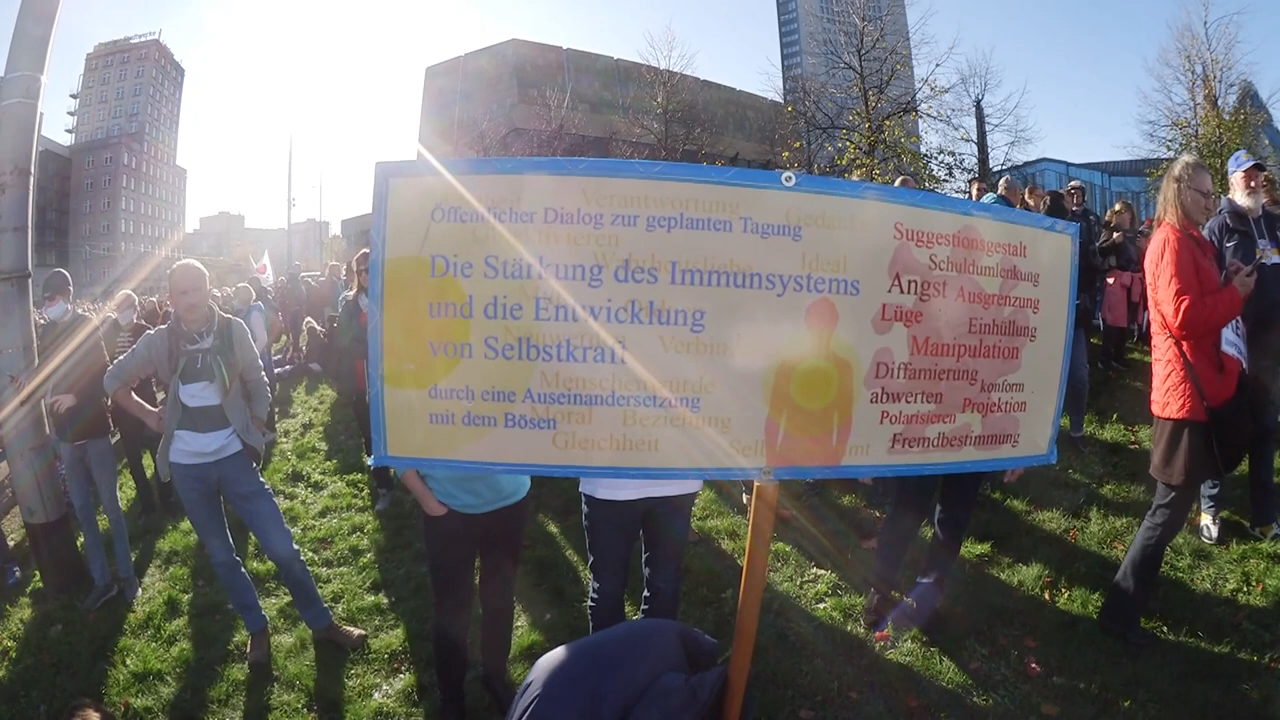 Öffentlicher Dialog zur geplanten Tagung
Die Stärkung des Immunsystems
und die Entwicklung
von Selbstkraft
durch eine Auseinandersetzung
mit dem Bösen
Verantwortung
Ideal
Menschenwürde
Moral Beziehung
Gleichheit
Suggestionsgestalt
Schuldumlenkung
Angst Ausgrenzung
Lüge Einhüllung
Manipulation
Diffamierung
konform
abwerten Projektion
Polarisieren
Fremdbestimmung